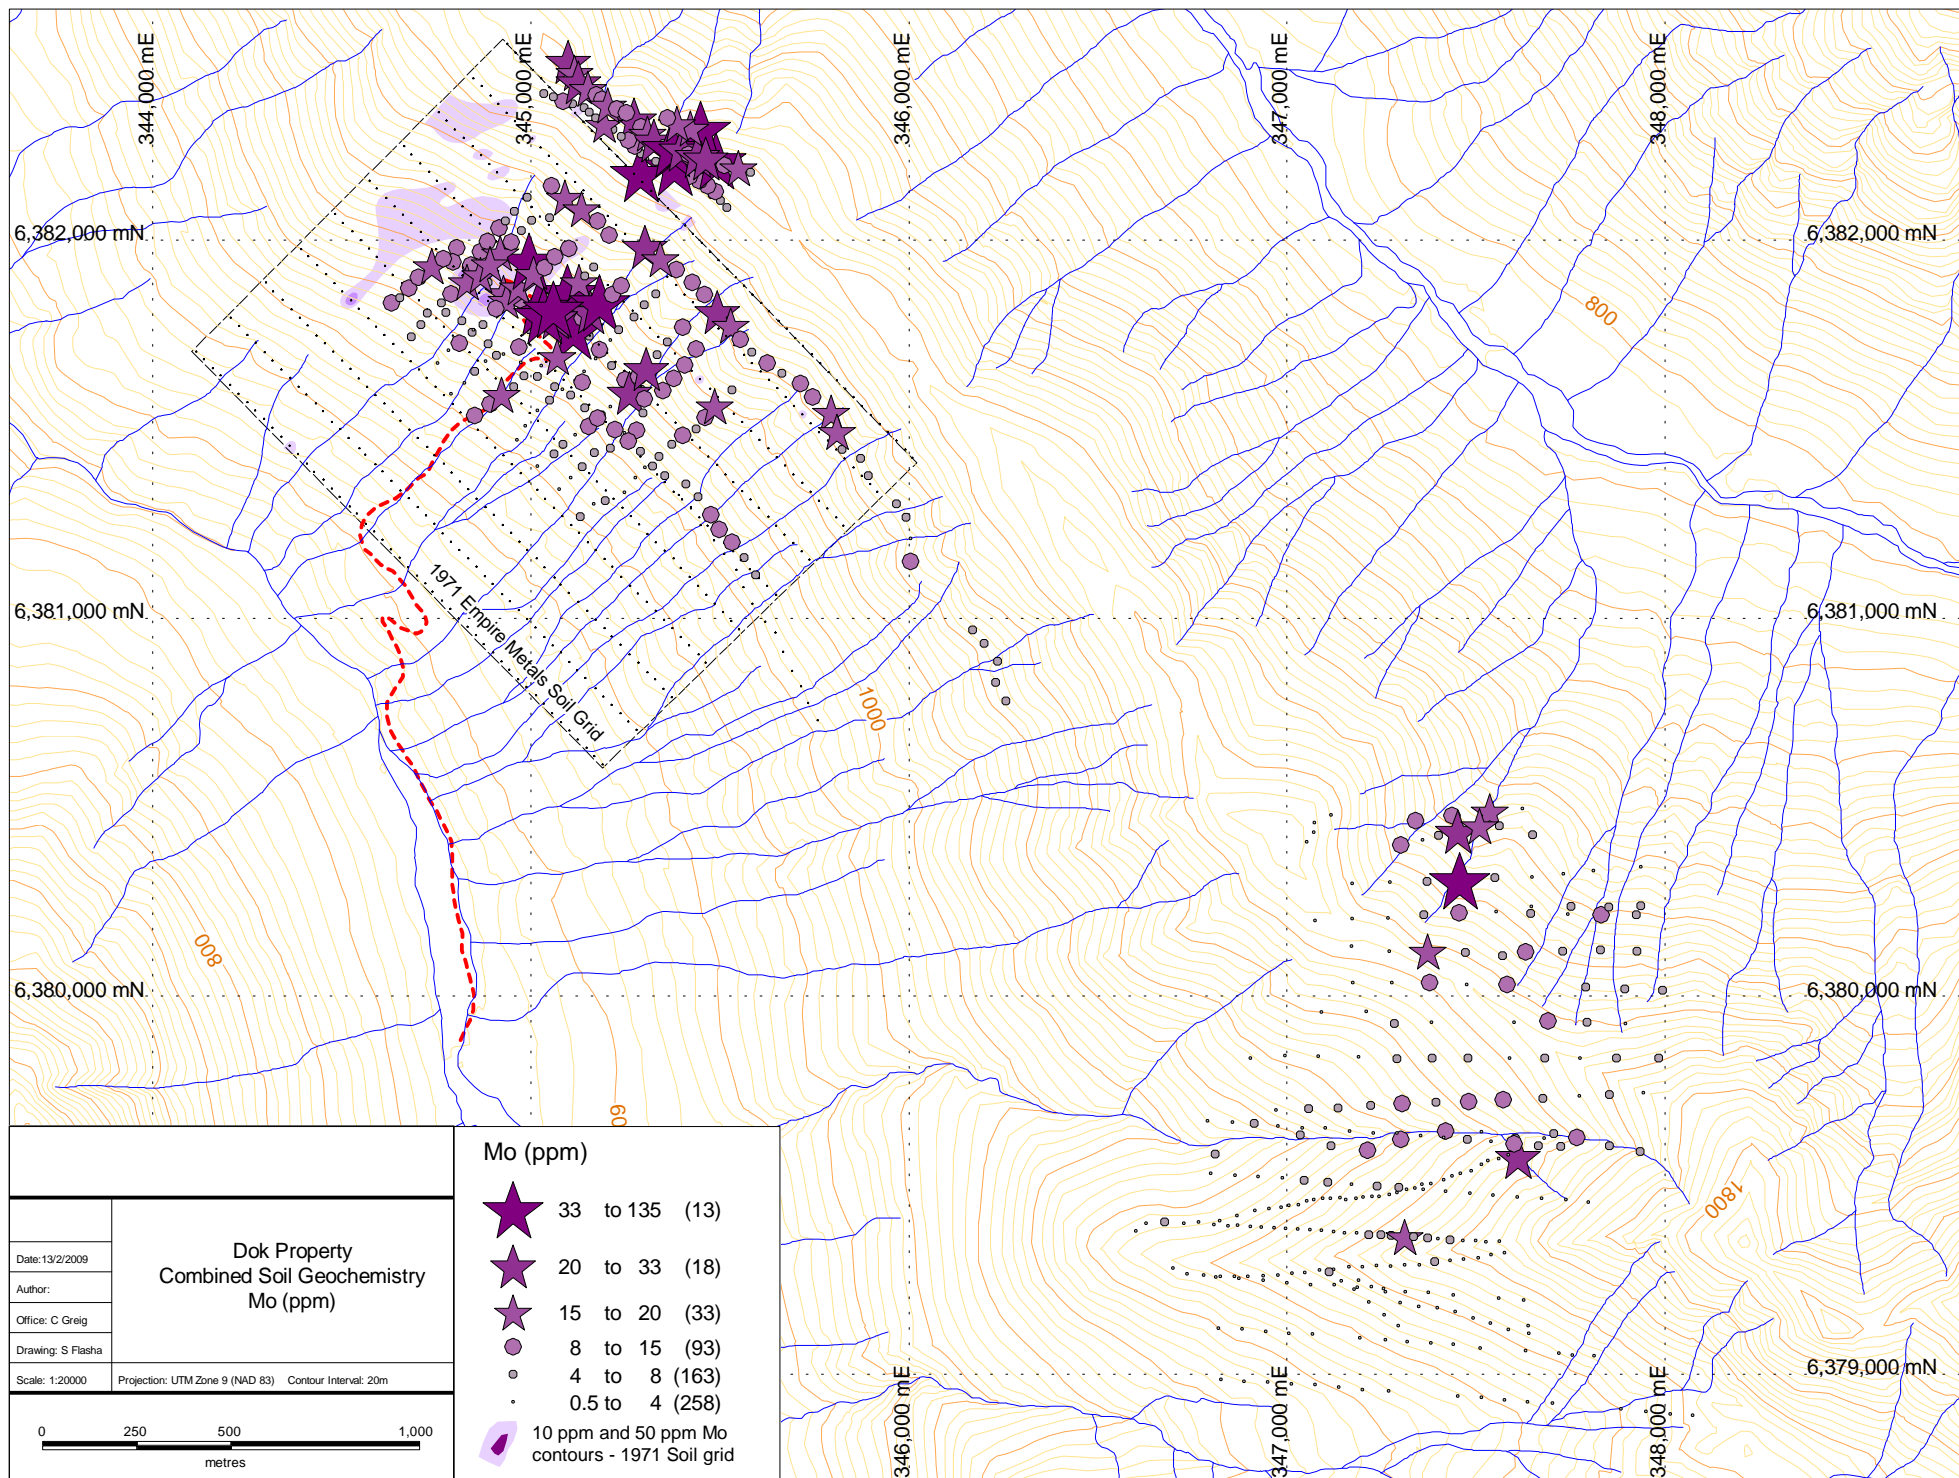 344,000 mE
345,000 mE
346,000 mE
347,000 mE
348,000 mE
6,382,000 mN
6,382,000 mN
800
1971 Empire Metals Soil Grid
6,381,000 mN
6,381,000 mN
1000
800
6,380,000 mN
6,380,000 mN
60
1800
6,379,000 mN
346,000 mE
347,000 mE
348,000 mE
Date:13/2/2009
Author:
Office: C Greig
Drawing: S Flasha
Scale: 1:20000
Dok Property
Combined Soil Geochemistry
Mo (ppm)
Projection: UTM Zone 9 (NAD 83) Contour Interval: 20m
0 250 500 1,000
metres
Mo (ppm)
33 to 135 (13)
20 to 33 (18)
15 to 20 (33)
8 to 15 (93)
4 to 8 (163)
0.5 to 4 (258)
10 ppm and 50 ppm Mo
contours - 1971 Soil grid